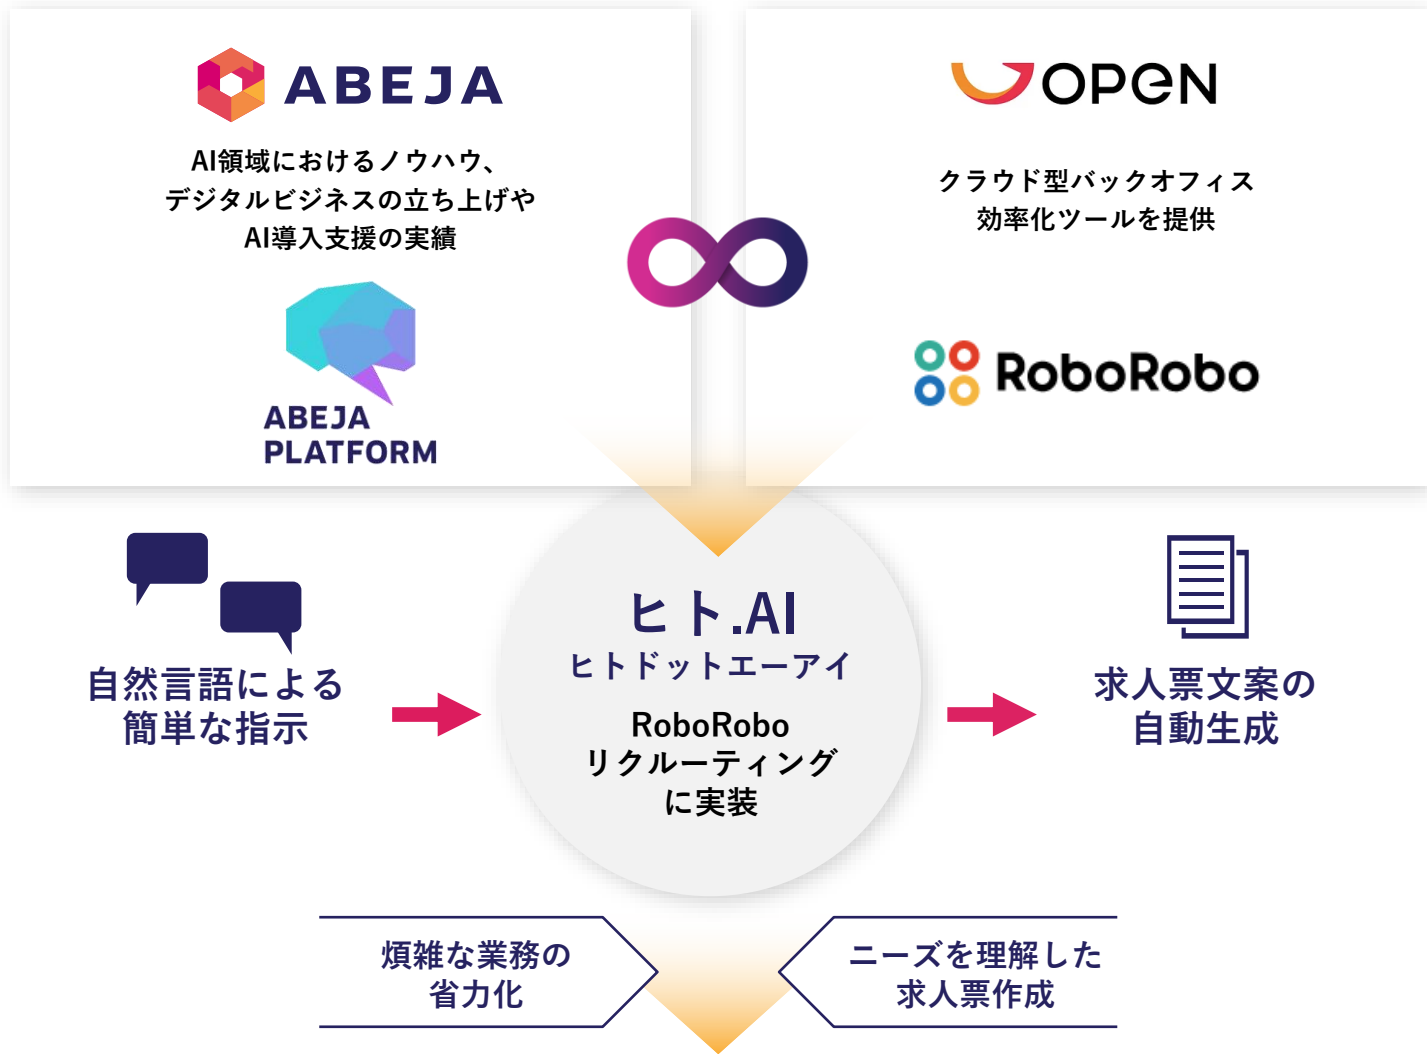 ABEJA
AI領域におけるノウハウ、
デジタルビジネスの立ち上げや
AI導入支援の実績
ABEJA
PLATFORM
OPEN
クラウド型バックオフィス
効率化ツールを提供
RoboRobo
自然言語による
簡単な指示
ヒト.AI
ヒトドットエーアイ
RoboRobo
リクルーティング
に実装
求人票文案の
自動生成
煩雑な業務の
省力化
ニーズを理解した
求人票作成